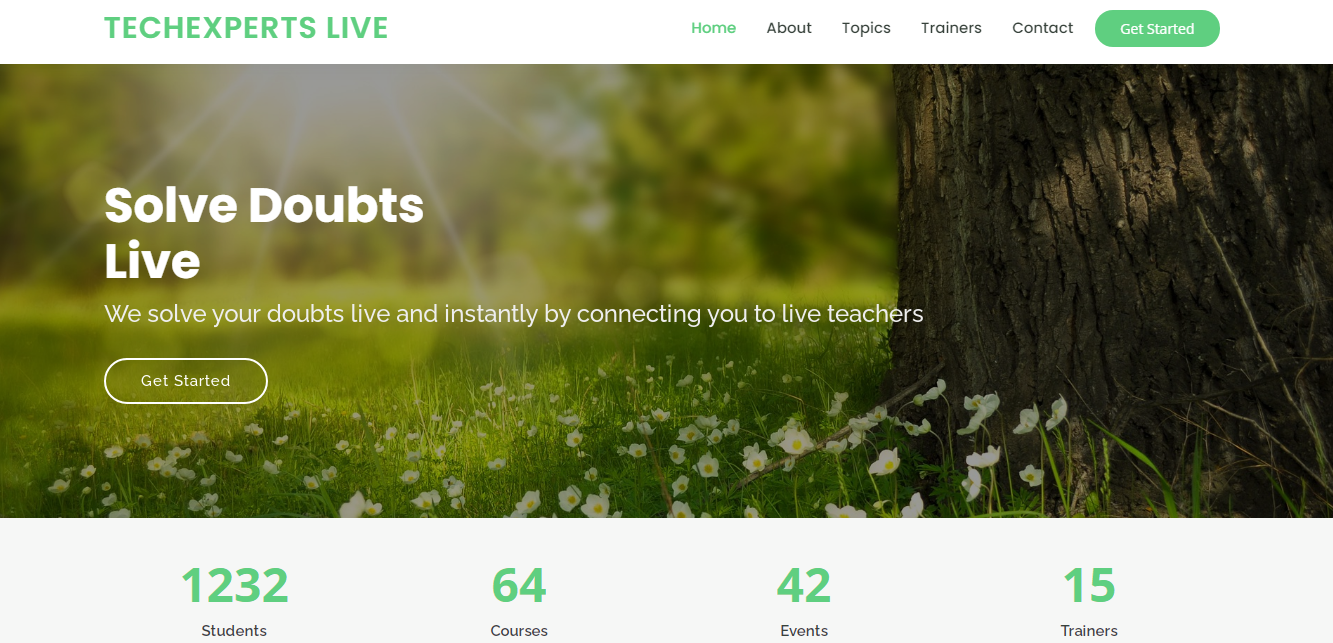 TECHEXPERTS LIVE
Home About Topics Trainers Contact Get Started
Solve Doubts
Live
We solve your doubts live and instantly by connecting you to live teachers
Get Started
1232 64 42 15
Students Courses Events Trainers